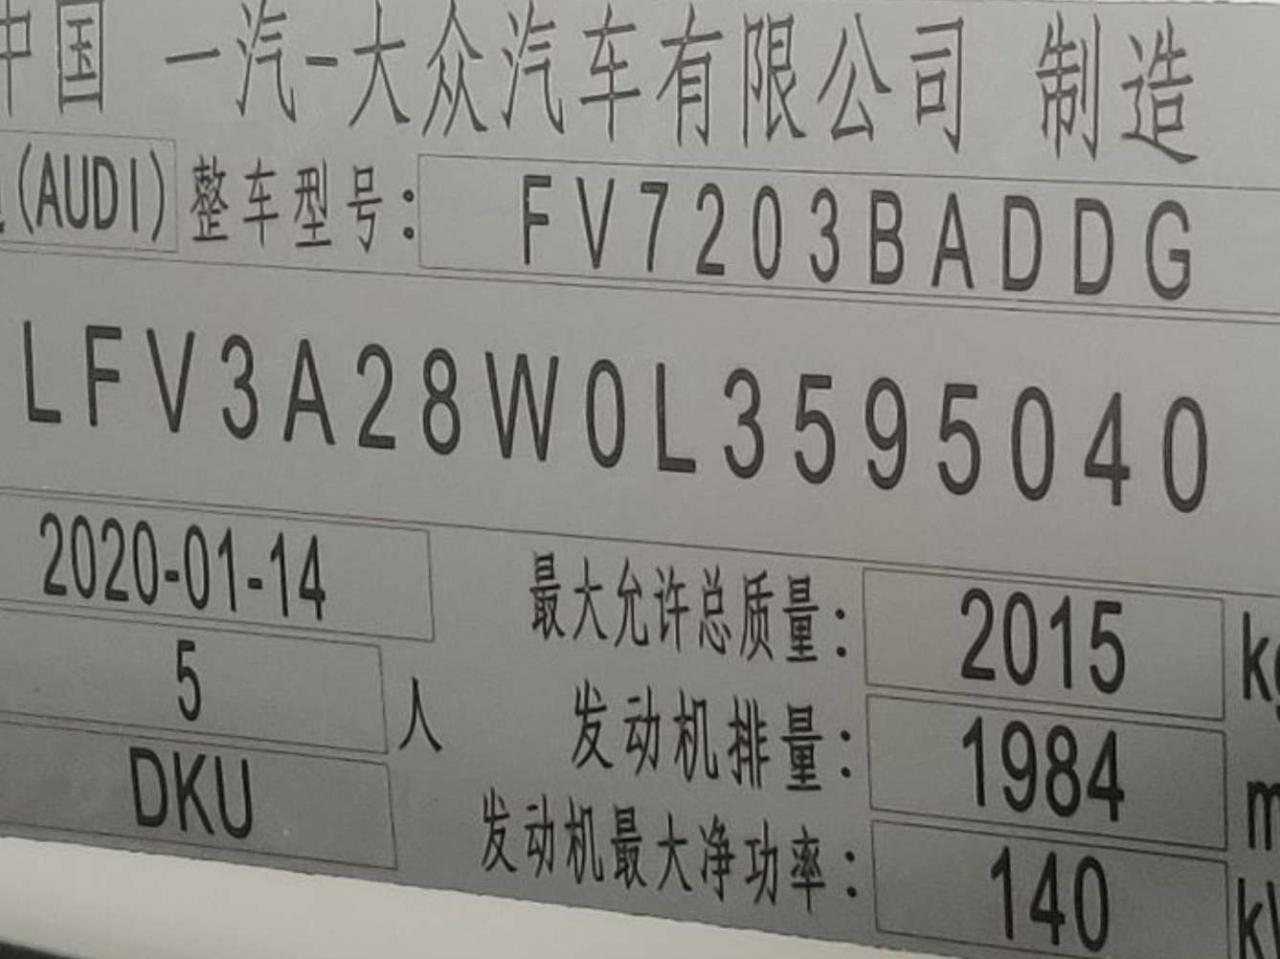 中国 一汽-大众汽车有限公司 制造
(AUDI) 整车型号: FV7203BADDG
LFV3A28W0L3595040
2020-01-14 最大允许总质量: 2015 kg
5 人 发动机排量: 1984 m
DKU 发动机最大净功率: 140 k